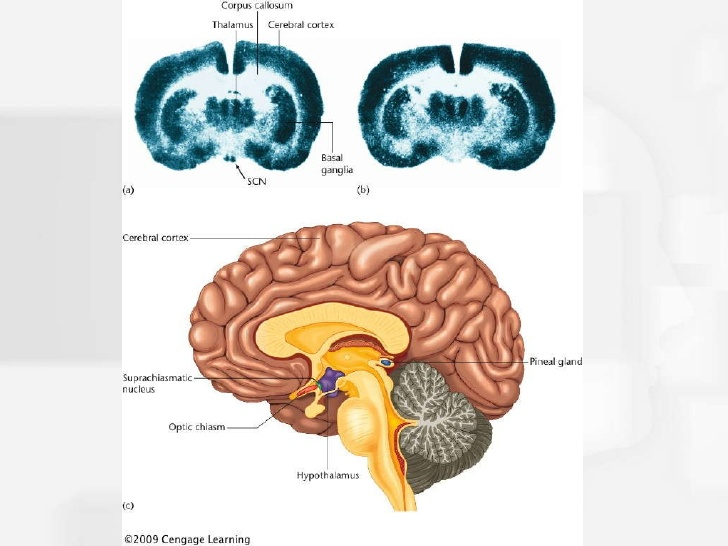 Corpus callosum
Thalamus Cerebral cortex
Basal
ganglia
SCN
(a)
(b)
Cerebral cortex
Pineal gland
Suprachiasmatic
nucleus
Optic chiasm
Hypothalamus
(c)
©2009 Cengage Learning